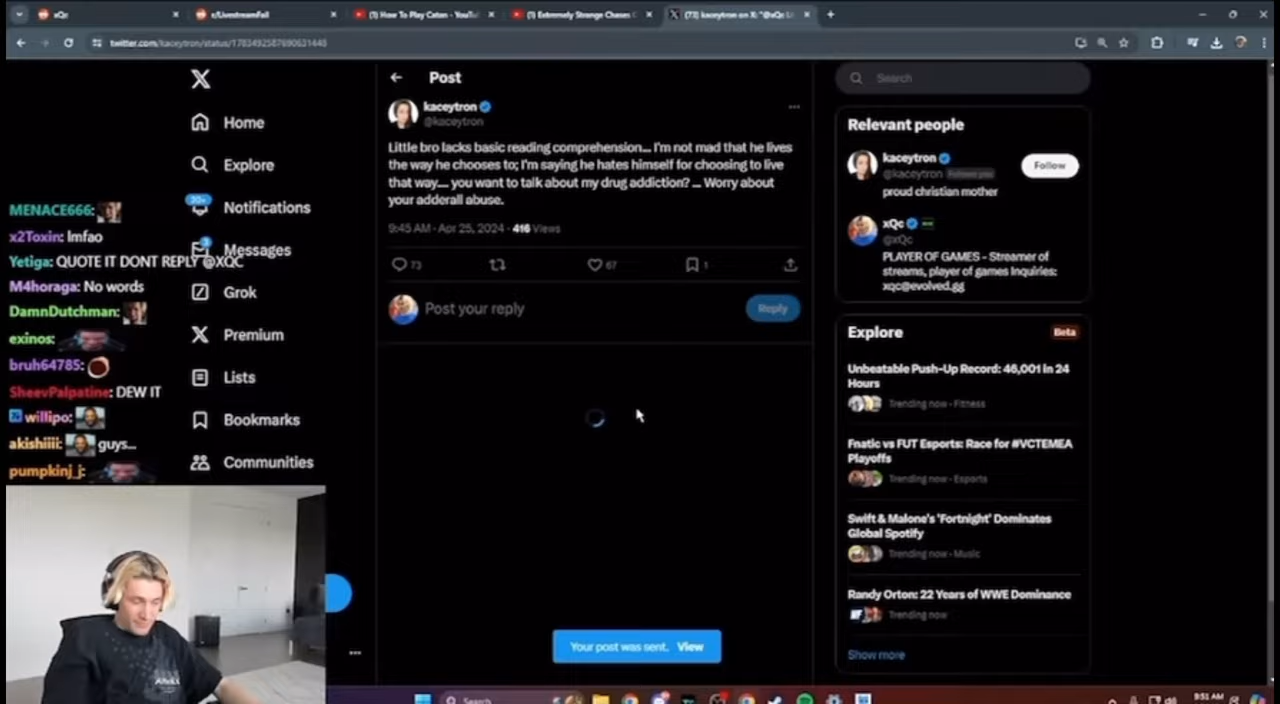 xQc
r/LivestreamFail
(1) How To Play Catan - YouTu
(1) Extremely Strange Chases
(73) kaceytron on X: "@xQc Li
twitter.com/kaceytron/status/
Home
Explore
20+
Notifications
3
Messages
Grok
Premium
Lists
Bookmarks
Communities
MENACE666:
x2Toxin: lmfao
Yetiga: QUOTE IT DONT REPLY @XQC
M4horaga: No words
DamnDutchman:
exinos:
bruh64785:
SheevPalpatine: DEW IT
willipo:
akishiiii: guys...
pumpkinj_j:
Post
kaceytron
@kaceytron
Little bro lacks basic reading comprehension.... I'm not mad that he lives
the way he chooses to; I'm saying he hates himself for choosing to live
that way.... you want to talk about my drug addiction? ... Worry about
your adderall abuse.
9:45 AM · Apr 25, 2024 · 416 Views
73
67
1
Post your reply
Reply
Your post was sent. View
Search
Relevant people
kaceytron
@kaceytron Follows you
Follow
proud christian mother
xQc
@xQc
PLAYER OF GAMES - Streamer of
streams, player of games Inquiries:
xqc@evolved.gg
Explore
Beta
Unbeatable Push-Up Record: 46,001 in 24
Hours
Trending now · Fitness
Fnatic vs FUT Esports: Race for #VCTEMEA
Playoffs
Trending now · Esports
Swift & Malone's 'Fortnight' Dominates
Global Spotify
Trending now · Music
Randy Orton: 22 Years of WWE Dominance
Trending now
Show more
Search
9:51 AM